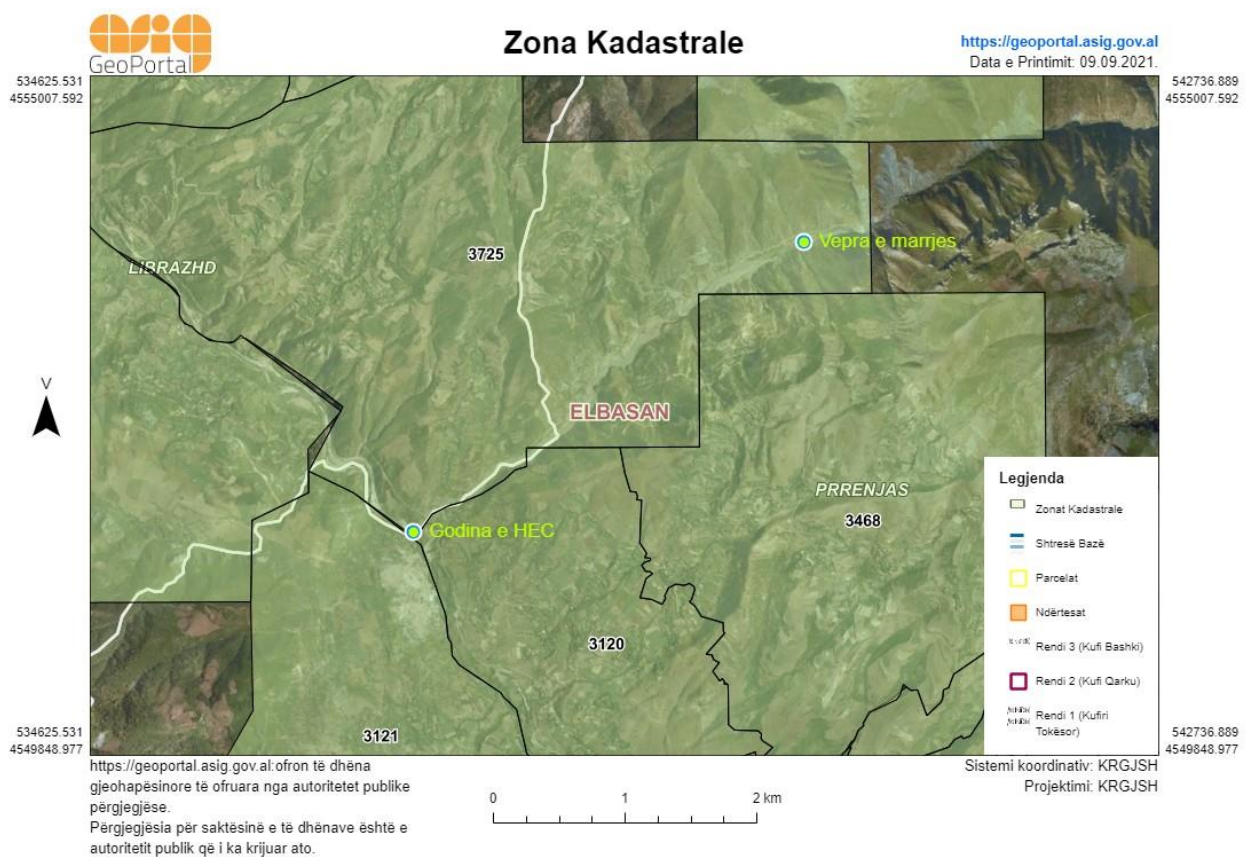 asig
GeoPortal
Zona Kadastrale
https://geoportal.asig.gov.al
Data e Printimit: 09.09.2021.
534625.531
4555007.592
542736.889
4555007.592
3725
Vepra e marrjes
LIBRAZHD
V
ELBASAN
PRRENJAS
3468
Godina e HEC
3120
3121
Legjenda
Zonat Kadastrale
Shtresë Bazë
Parcelat
Ndërtesat
Rendi 3 (Kufi Bashki)
Rendi 2 (Kufi Qarku)
Rendi 1 (Kufiri
Tokësor)
534625.531
4549848.977
542736.889
4549848.977
https://geoportal.asig.gov.al:ofron të dhëna
gjeohapësinore të ofruara nga autoritetet publike
përgjegjëse.
Përgjegjësia për saktësinë e të dhënave është e
autoritetit publik që i ka krijuar ato.
0 1 2 km
Sistemi koordinativ: KRGJSH
Projektimi: KRGJSH